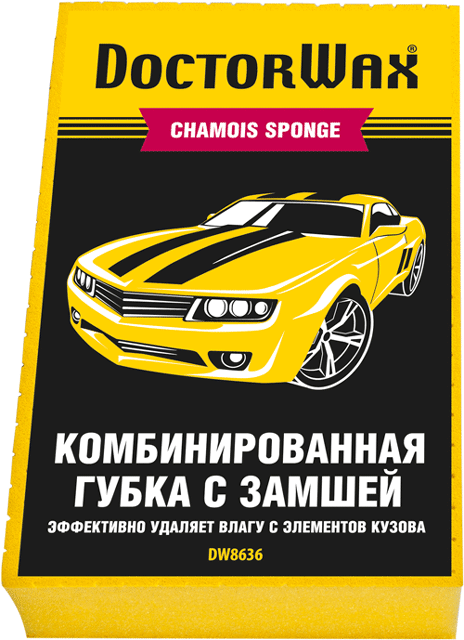 DOCTORWAX®
CHAMOIS SPONGE
КОМБИНИРОВАННАЯ
ГУБКА С ЗАМШЕЙ
ЭФФЕКТИВНО УДАЛЯЕТ ВЛАГУ С ЭЛЕМЕНТОВ КУЗОВА
DW8636